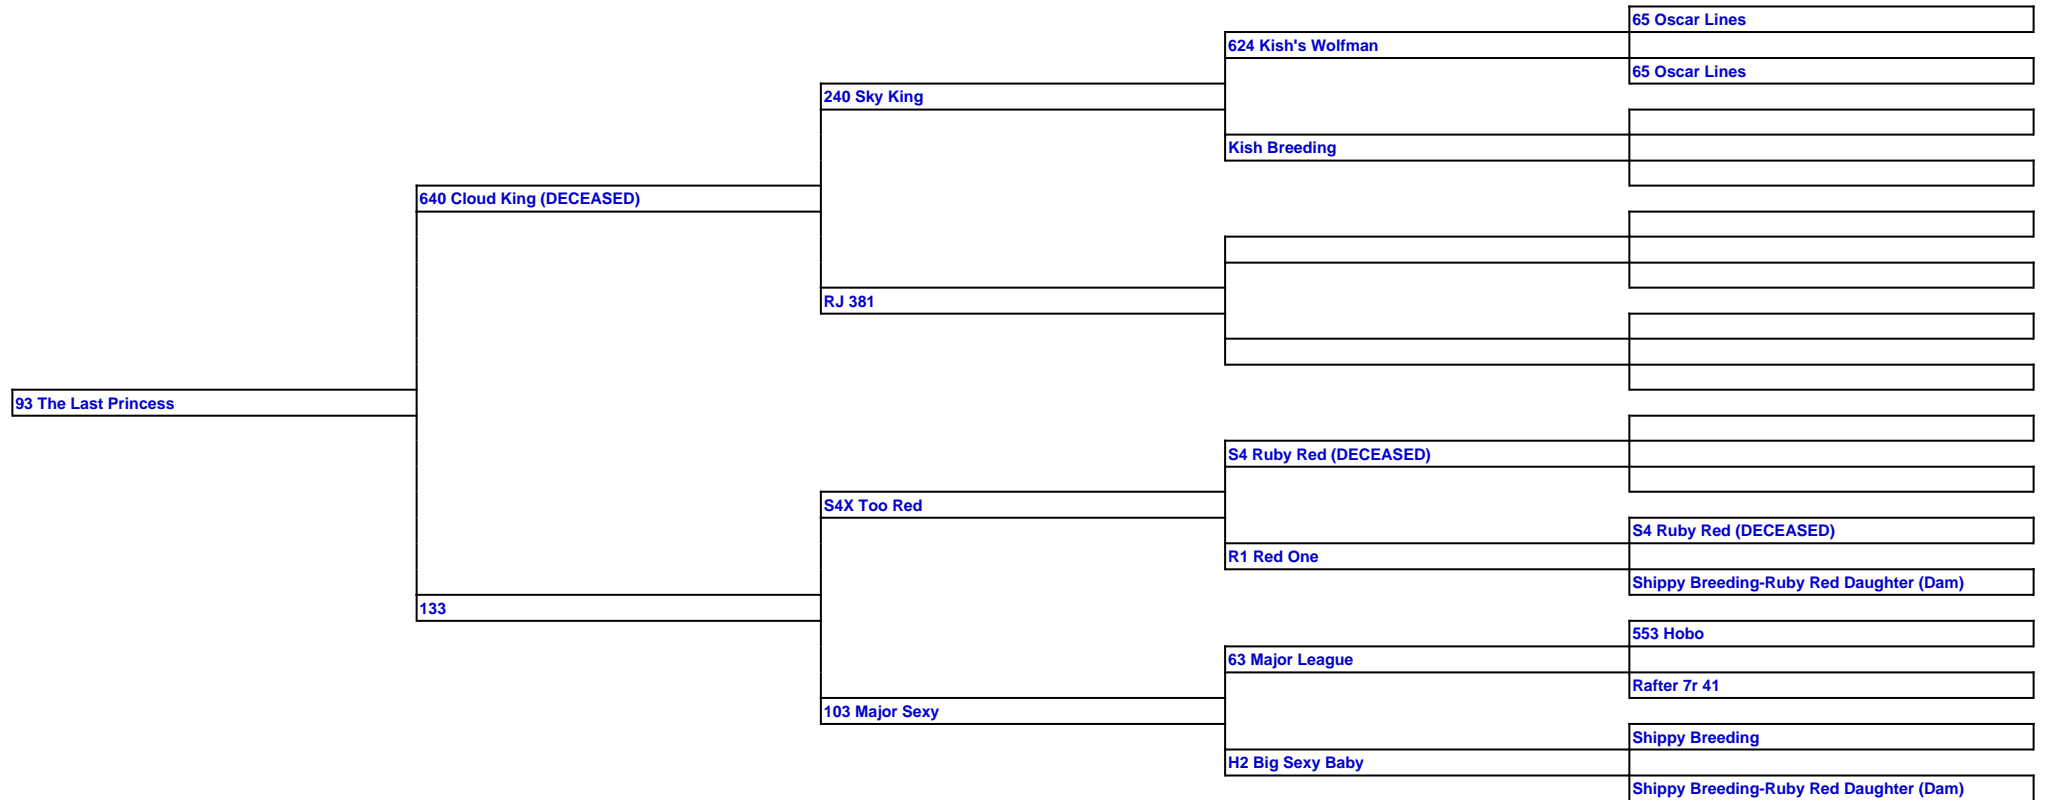 65 Oscar Lines
624 Kish's Wolfman
65 Oscar Lines
240 Sky King
Kish Breeding
640 Cloud King (DECEASED)
RJ 381
93 The Last Princess
S4 Ruby Red (DECEASED)
S4X Too Red
S4 Ruby Red (DECEASED)
R1 Red One
Shippy Breeding-Ruby Red Daughter (Dam)
133
553 Hobo
63 Major League
Rafter 7r 41
103 Major Sexy
Shippy Breeding
H2 Big Sexy Baby
Shippy Breeding-Ruby Red Daughter (Dam)